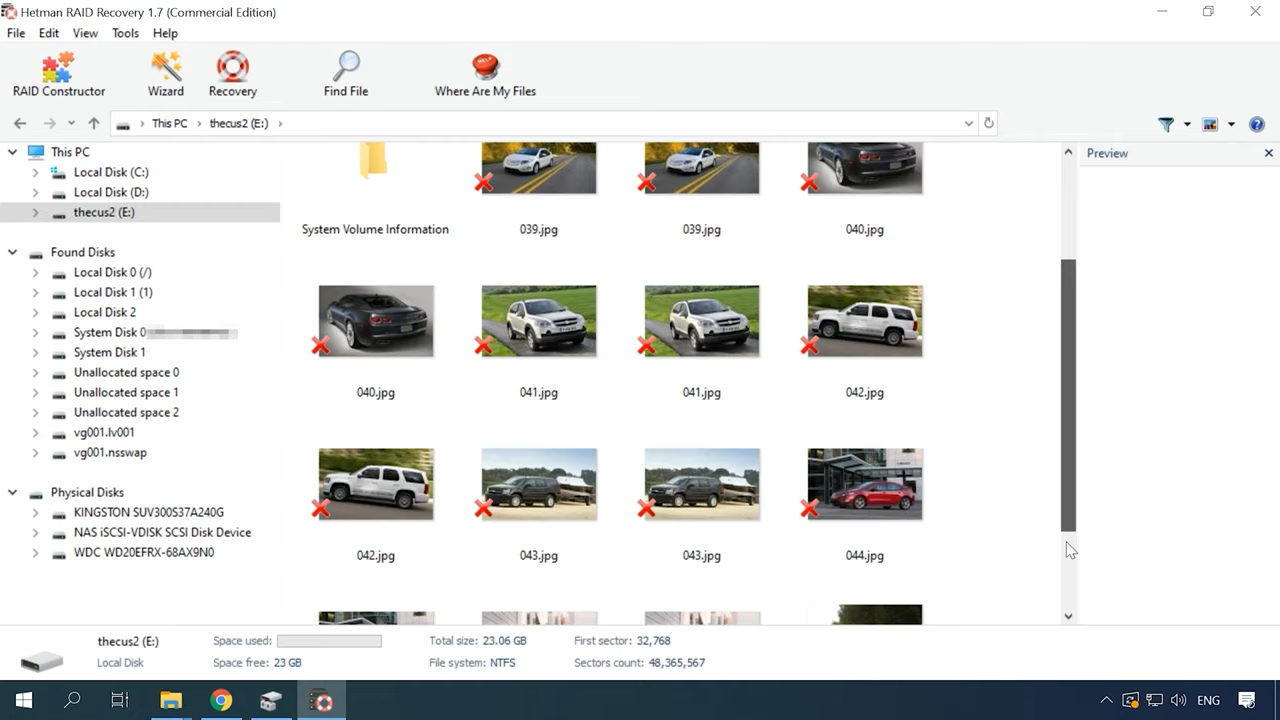 Hetman RAID Recovery 1.7 (Commercial Edition)
File Edit View Tools Help
RAID Constructor Wizard Recovery Find File Where Are My Files
This PC thecus2 (E:)
This PC
Local Disk (C:)
Local Disk (D:)
thecus2 (E:)
Found Disks
Local Disk 0 (/)
Local Disk 1 (1)
Local Disk 2
System Disk 0
System Disk 1
Unallocated space 0
Unallocated space 1
Unallocated space 2
vg001.lv001
vg001.nsswap
Physical Disks
KINGSTON SUV300S37A240G
NAS iSCSI-VDISK SCSI Disk Device
WDC WD20EFRX-68AX9N0
System Volume Information 039.jpg 039.jpg 040.jpg
040.jpg 041.jpg 041.jpg 042.jpg
042.jpg 043.jpg 043.jpg 044.jpg
Preview
thecus2 (E:) Space used: Total size: 23.06 GB First sector: 32,768
Local Disk Space free: 23 GB File system: NTFS Sectors count: 48,365,567
ENG